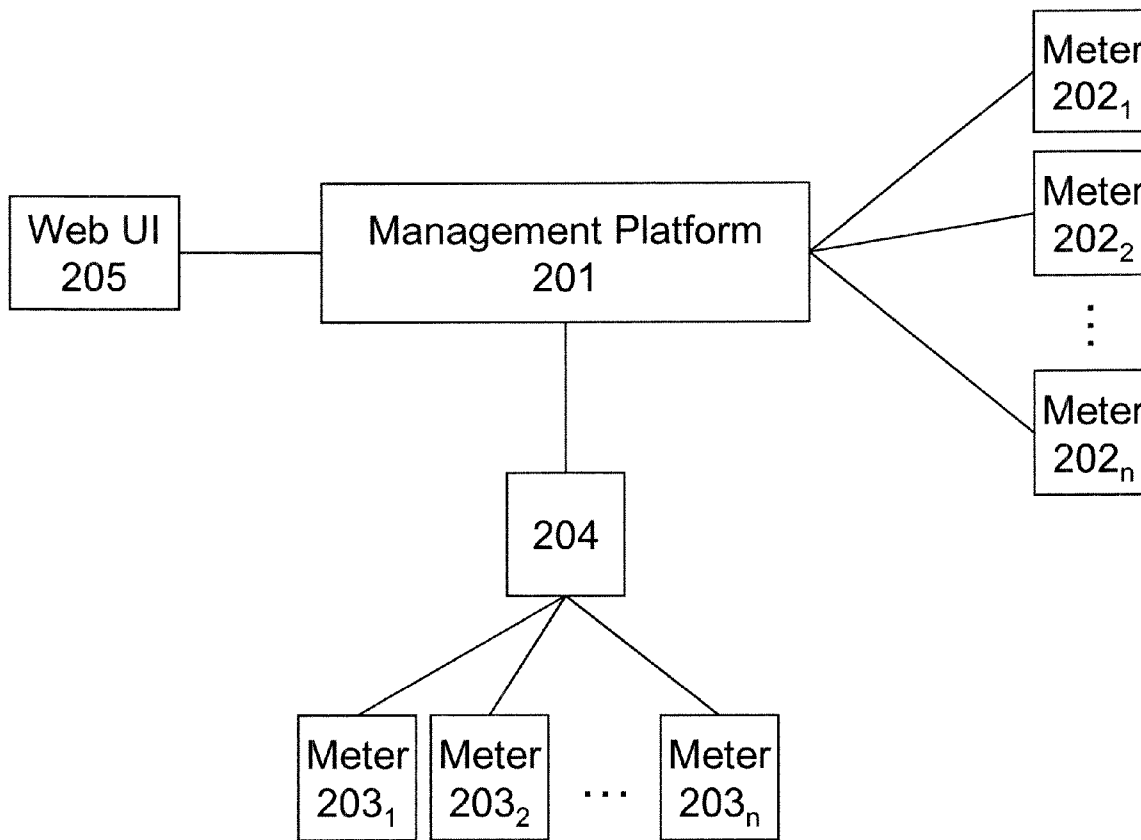 Meter
202₁
Meter
202₂
⋮
Meter
202ₙ
Web UI
205
Management Platform
201
204
Meter
203₁
Meter
203₂
...
Meter
203ₙ